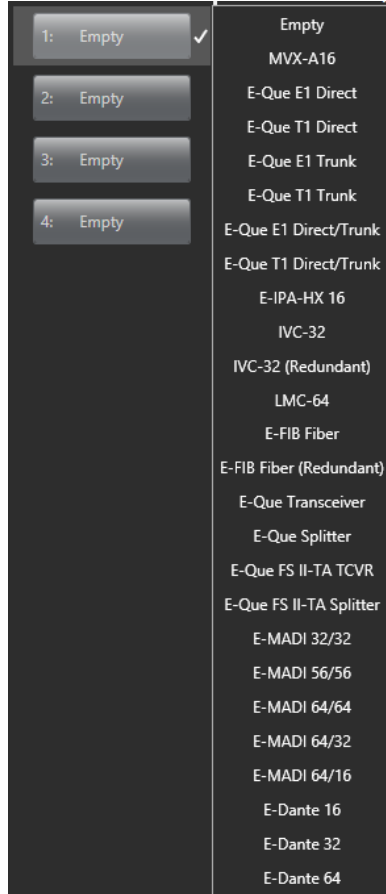 1: Empty
2: Empty
3: Empty
4: Empty
Empty
MVX-A16
E-Que E1 Direct
E-Que T1 Direct
E-Que E1 Trunk
E-Que T1 Trunk
E-Que E1 Direct/Trunk
E-Que T1 Direct/Trunk
E-IPA-HX 16
IVC-32
IVC-32 (Redundant)
LMC-64
E-FIB Fiber
E-FIB Fiber (Redundant)
E-Que Transceiver
E-Que Splitter
E-Que FS II-TA TCVR
E-Que FS II-TA Splitter
E-MADI 32/32
E-MADI 56/56
E-MADI 64/64
E-MADI 64/32
E-MADI 64/16
E-Dante 16
E-Dante 32
E-Dante 64